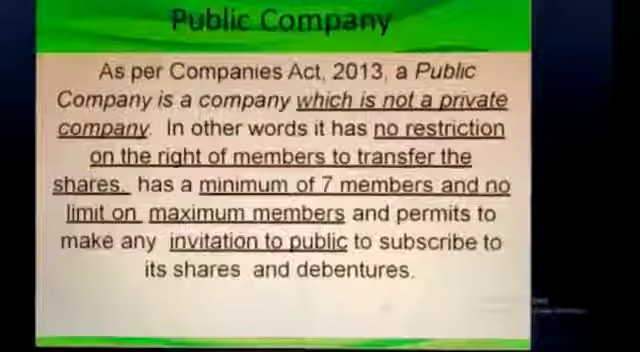 Public Company
As per Companies Act, 2013, a Public
Company is a company which is not a private
company. In other words it has no restriction
on the right of members to transfer the
shares. has a minimum of 7 members and no
limit on maximum members and permits to
make any invitation to public to subscribe to
its shares and debentures.